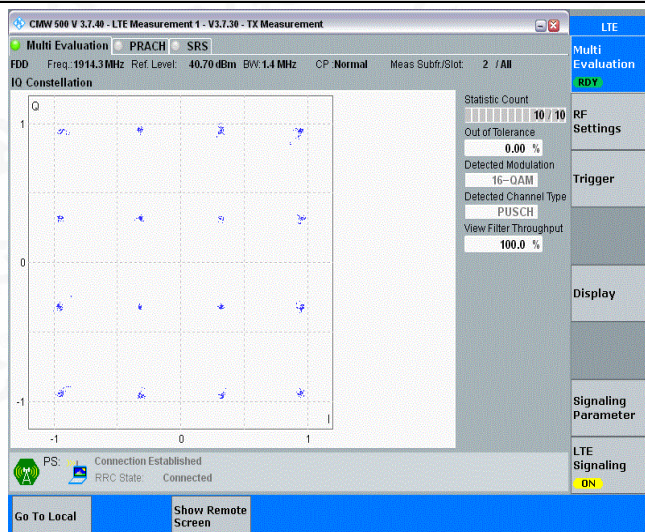 CMW 500 V 3.7.40 - LTE Measurement 1 - V3.7.30 - TX Measurement
LTE
Multi Evaluation PRACH SRS
FDD Freq.:1914.3 MHz Ref. Level: 40.70 dBm BW:1.4 MHz CP :Normal Meas Subfr./Slot: 2 / All
IQ Constellation
Q
1
0
-1
-1 0 1
I
Statistic Count
10 / 10
Out of Tolerance
0.00 %
Detected Modulation
16-QAM
Detected Channel Type
PUSCH
View Filter Throughput
100.0 %
Multi
Evaluation
RDY
RF
Settings
Trigger
Display
Signaling
Parameter
LTE
Signaling
ON
PS: Connection Established
RRC State: Connected
Go To Local
Show Remote
Screen